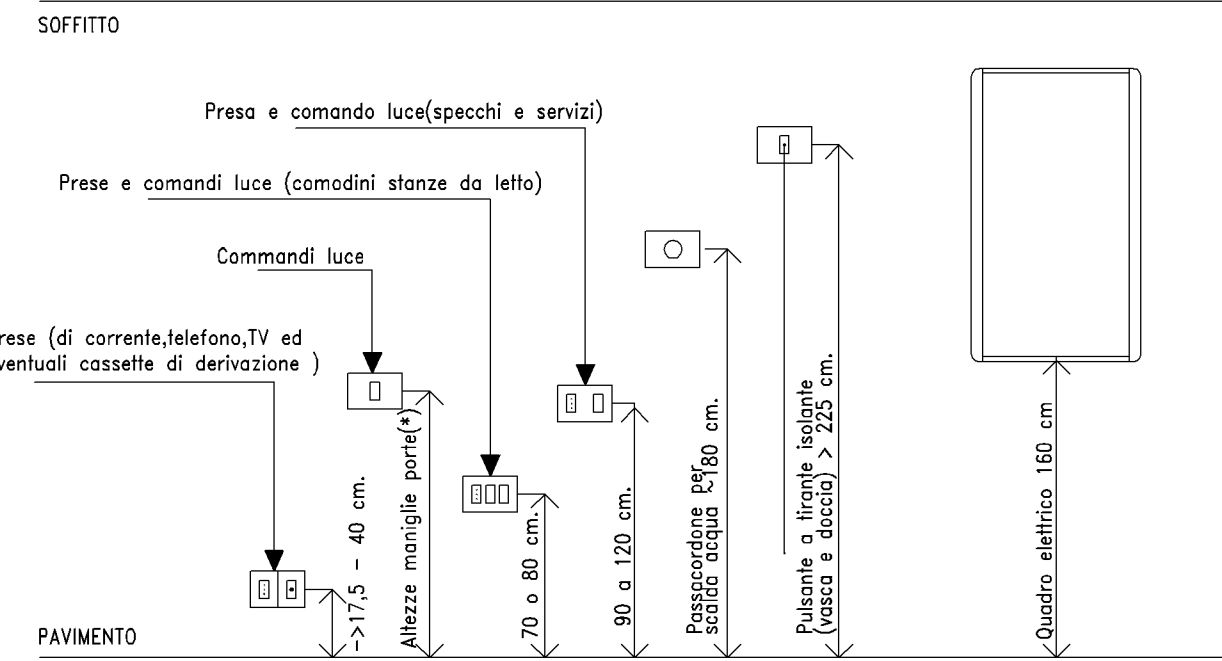 SOFFITTO
Presa e comando luce(specchi e servizi)
Prese e comandi luce (comodini stanze da letto)
Commandi luce
rese (di corrente,telefono,TV ed
ventuali cassette di derivazione )
->17,5 - 40 cm.
Altezze maniglie porte(*)
70 o 80 cm.
90 a 120 cm.
Passacordone per
scalda acqua ~180 cm.
Pulsante a tirante isolante
(vasca e doccia) > 225 cm.
Quadro elettrico 160 cm
PAVIMENTO